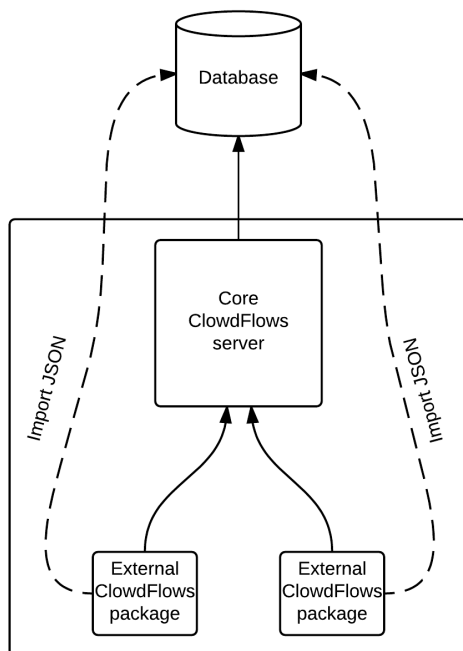 Database
Core
ClowdFlows
server
Import JSON
Import JSON
External
ClowdFlows
package
External
ClowdFlows
package